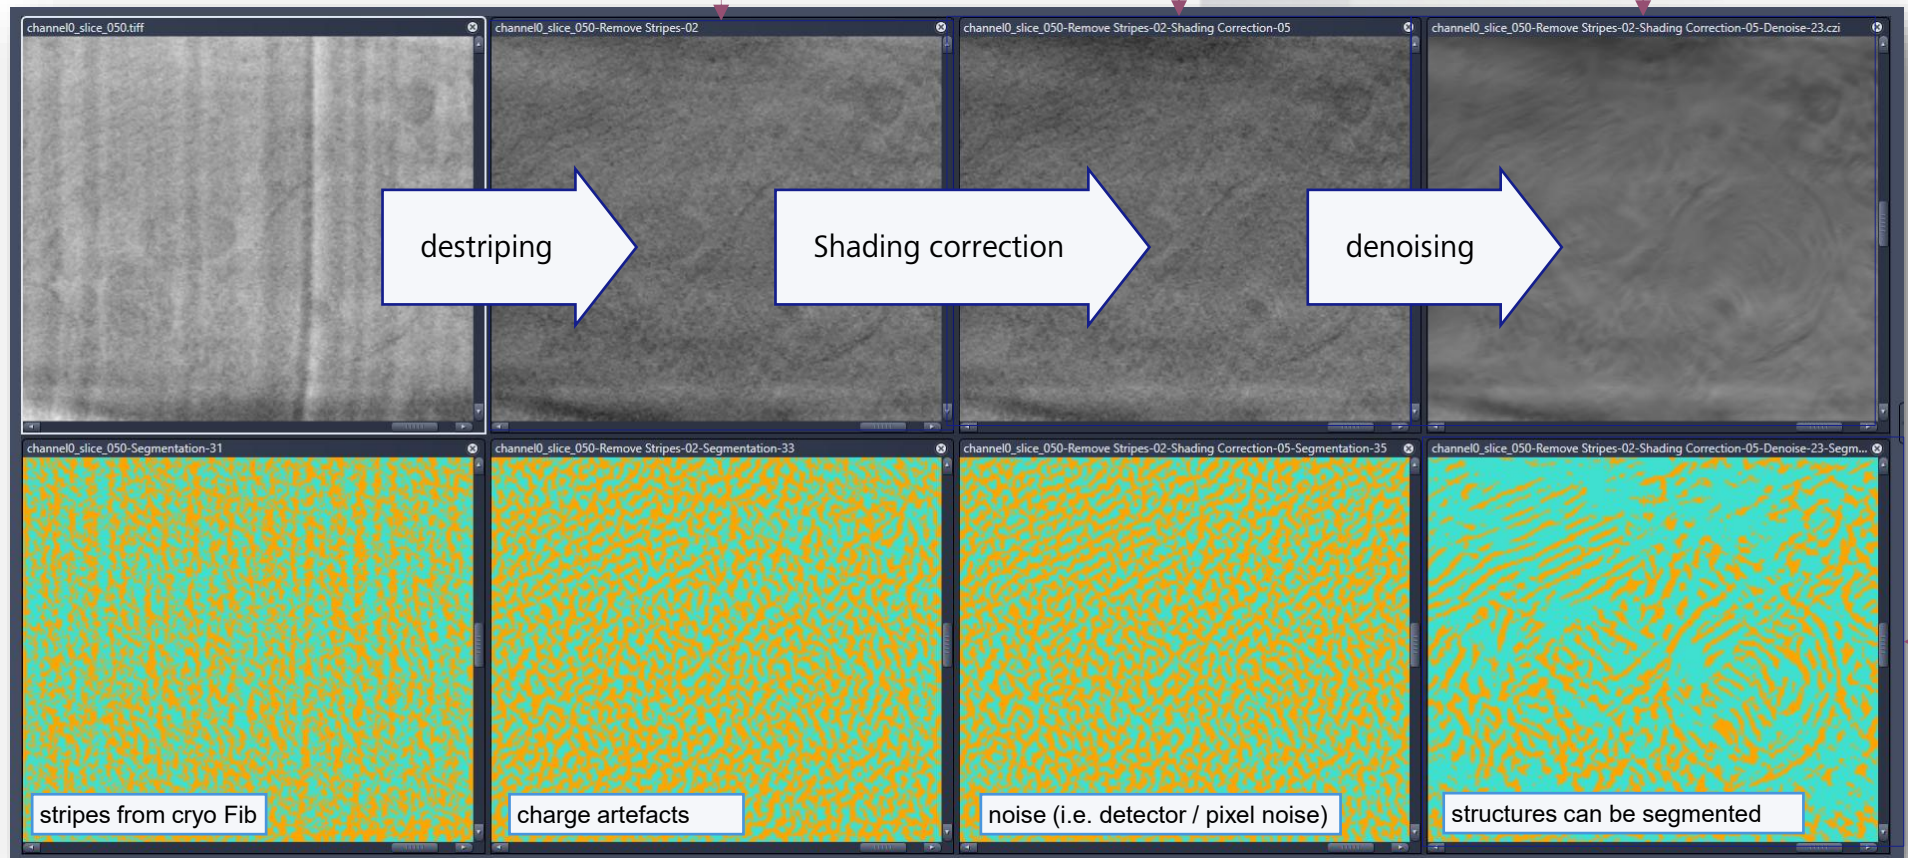 channel0_slice_050.tiff
channel0_slice_050-Remove Stripes-02
channel0_slice_050-Remove Stripes-02-Shading Correction-05
channel0_slice_050-Remove Stripes-02-Shading Correction-05-Denoise-23.czi
destriping
Shading correction
denoising
channel0_slice_050-Segmentation-31
channel0_slice_050-Remove Stripes-02-Segmentation-33
channel0_slice_050-Remove Stripes-02-Shading Correction-05-Segmentation-35
channel0_slice_050-Remove Stripes-02-Shading Correction-05-Denoise-23-Segm...
stripes from cryo Fib
charge artefacts
noise (i.e. detector / pixel noise)
structures can be segmented